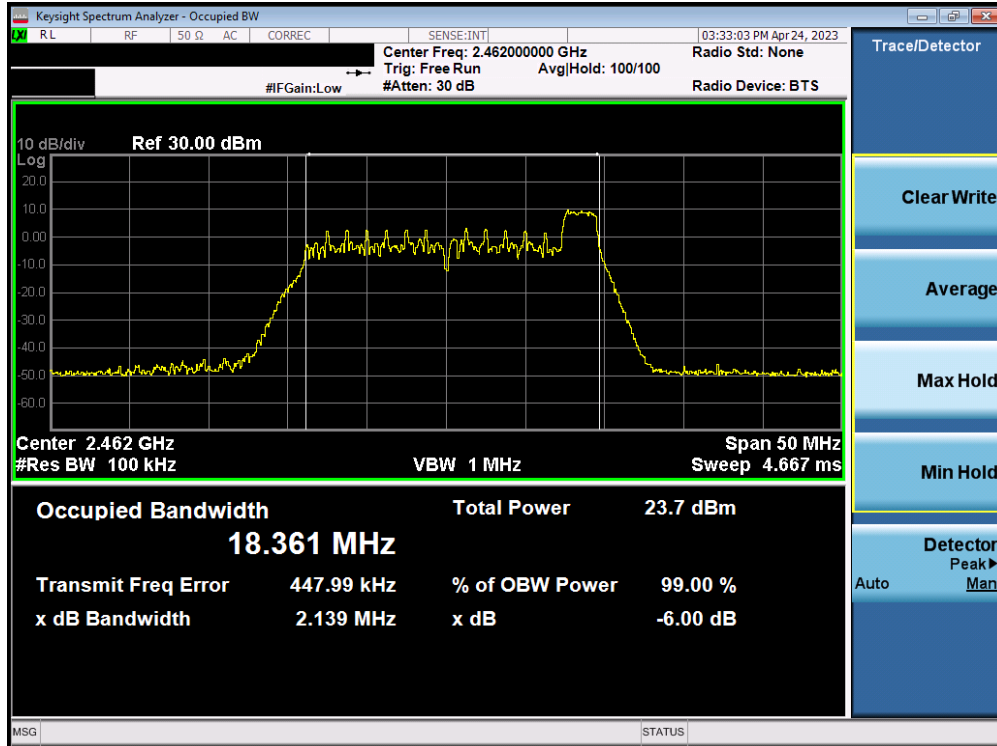 Keysight Spectrum Analyzer - Occupied BW
LXI RL RF 50 Ω AC CORREC SENSE:INT 03:33:03 PM Apr 24, 2023
Center Freq: 2.462000000 GHz Radio Std: None
Trig: Free Run Avg|Hold: 100/100
#IFGain:Low #Atten: 30 dB Radio Device: BTS
Trace/Detector
10 dB/div Ref 30.00 dBm
Log
20.0
10.0
0.00
-10.0
-20.0
-30.0
-40.0
-50.0
-60.0
Center 2.462 GHz Span 50 MHz
#Res BW 100 kHz VBW 1 MHz Sweep 4.667 ms
Occupied Bandwidth Total Power 23.7 dBm
18.361 MHz
Transmit Freq Error 447.99 kHz % of OBW Power 99.00 %
x dB Bandwidth 2.139 MHz x dB -6.00 dB
Clear Write
Average
Max Hold
Min Hold
Detector
Peak▶
Auto Man
MSG STATUS